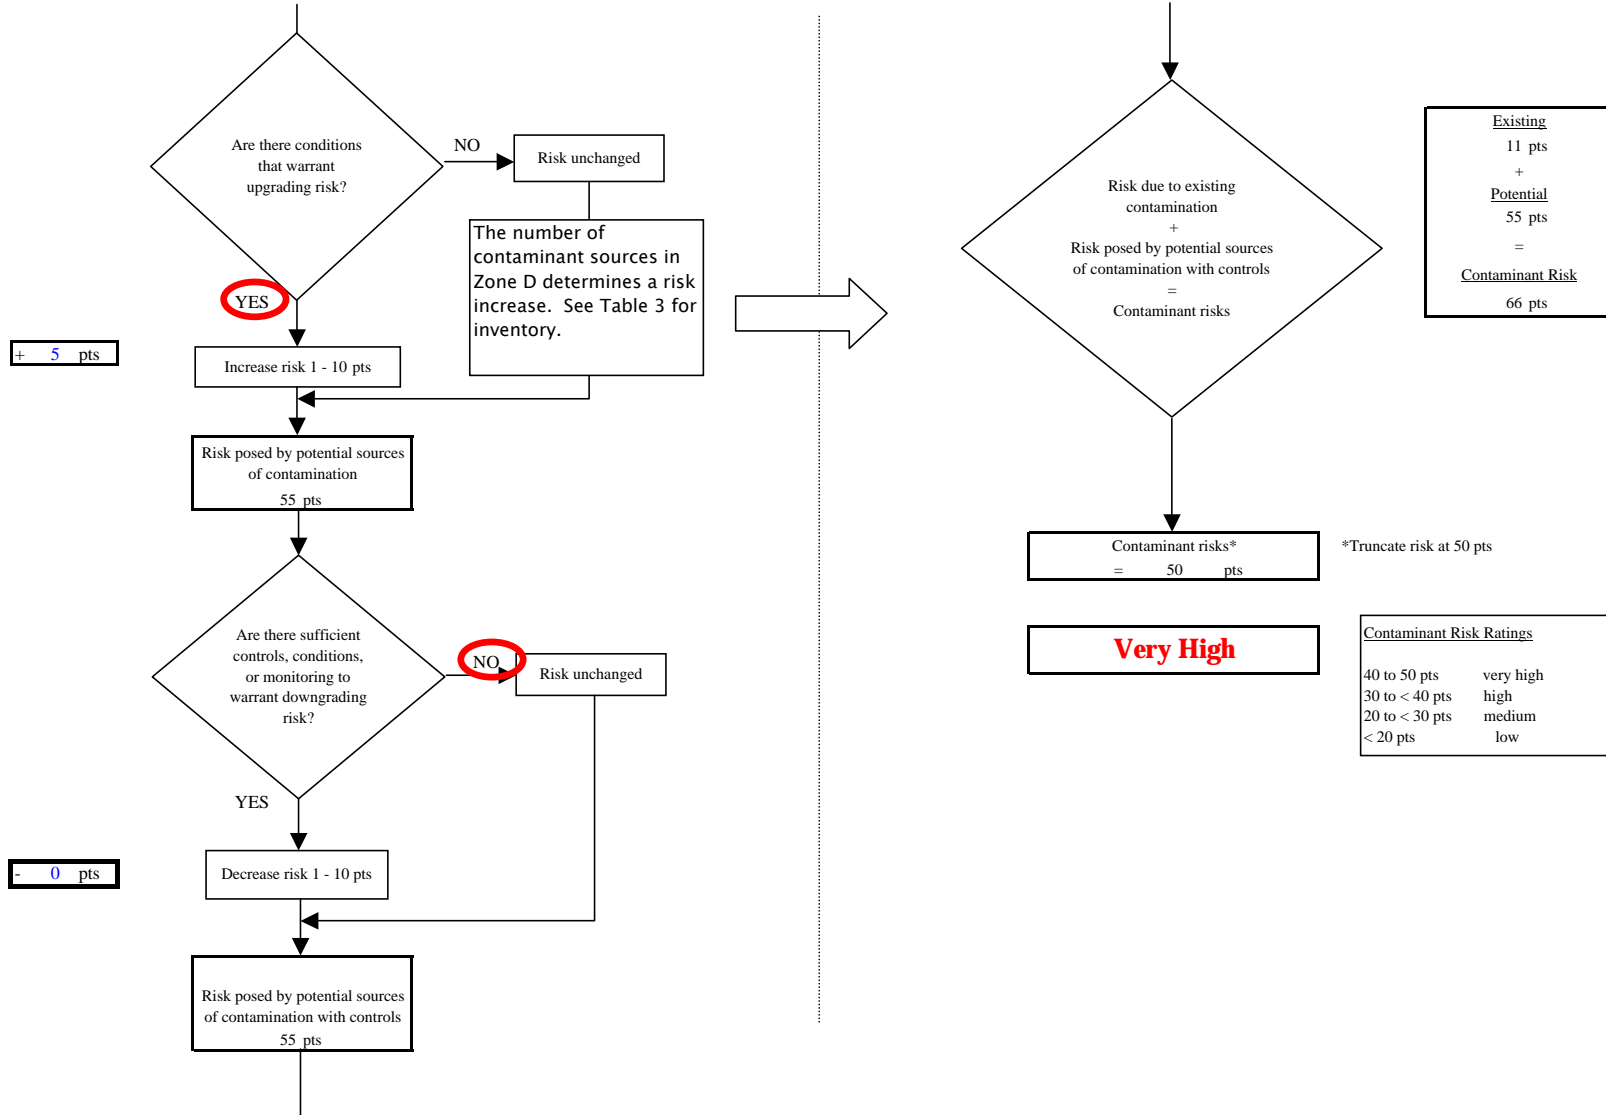 Are there conditions
that warrant
upgrading risk?
NO
Risk unchanged
The number of
contaminant sources in
Zone D determines a risk
increase.  See Table 3 for
inventory.
YES
+ 5 pts
Increase risk 1 - 10 pts
Risk posed by potential sources
of contamination
55 pts
Are there sufficient
controls, conditions,
or monitoring to
warrant downgrading
risk?
NO
Risk unchanged
YES
- 0 pts
Decrease risk 1 - 10 pts
Risk posed by potential sources
of contamination with controls
55 pts
Risk due to existing
contamination
+
Risk posed by potential sources
of contamination with controls
=
Contaminant risks
Existing
11 pts
+
Potential
55 pts
=
Contaminant Risk
66 pts
Contaminant risks*
= 50 pts
*Truncate risk at 50 pts
Very High
Contaminant Risk Ratings
40 to 50 pts very high
30 to < 40 pts high
20 to < 30 pts medium
< 20 pts low